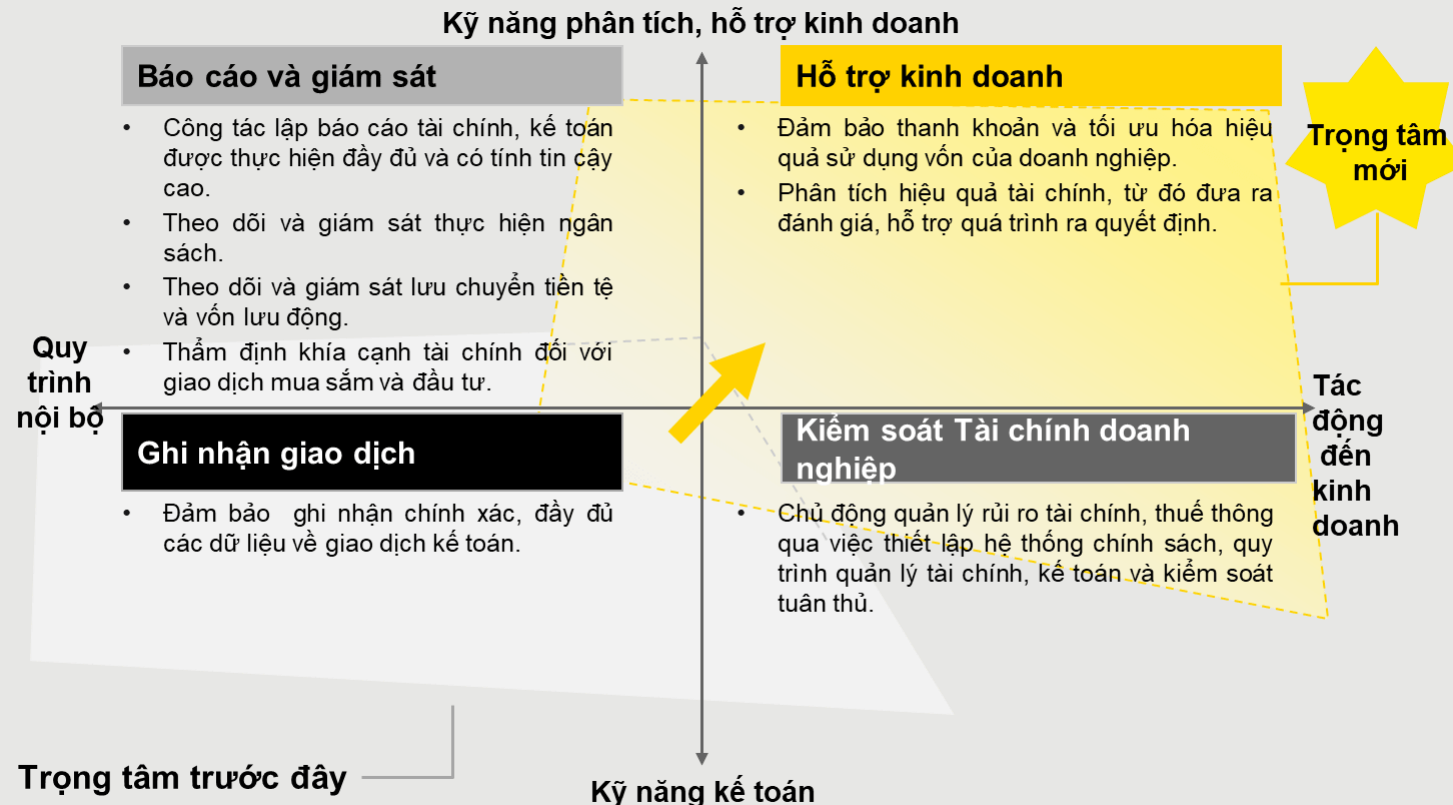 Kỹ năng phân tích, hỗ trợ kinh doanh
Báo cáo và giám sát
• Công tác lập báo cáo tài chính, kế toán
được thực hiện đầy đủ và có tính tin cậy
cao.
• Theo dõi và giám sát thực hiện ngân
sách.
• Theo dõi và giám sát lưu chuyển tiền tệ
và vốn lưu động.
• Thẩm định khía cạnh tài chính đối với
giao dịch mua sắm và đầu tư.
Hỗ trợ kinh doanh
• Đảm bảo thanh khoản và tối ưu hóa hiệu
quả sử dụng vốn của doanh nghiệp.
• Phân tích hiệu quả tài chính, từ đó đưa ra
đánh giá, hỗ trợ quá trình ra quyết định.
Trọng tâm
mới
Quy
trình
nội bộ
Tác
động
đến
kinh
doanh
Ghi nhận giao dịch
• Đảm bảo ghi nhận chính xác, đầy đủ
các dữ liệu về giao dịch kế toán.
Kiểm soát Tài chính doanh
nghiệp
• Chủ động quản lý rủi ro tài chính, thuế thông
qua việc thiết lập hệ thống chính sách, quy
trình quản lý tài chính, kế toán và kiểm soát
tuân thủ.
Trọng tâm trước đây
Kỹ năng kế toán